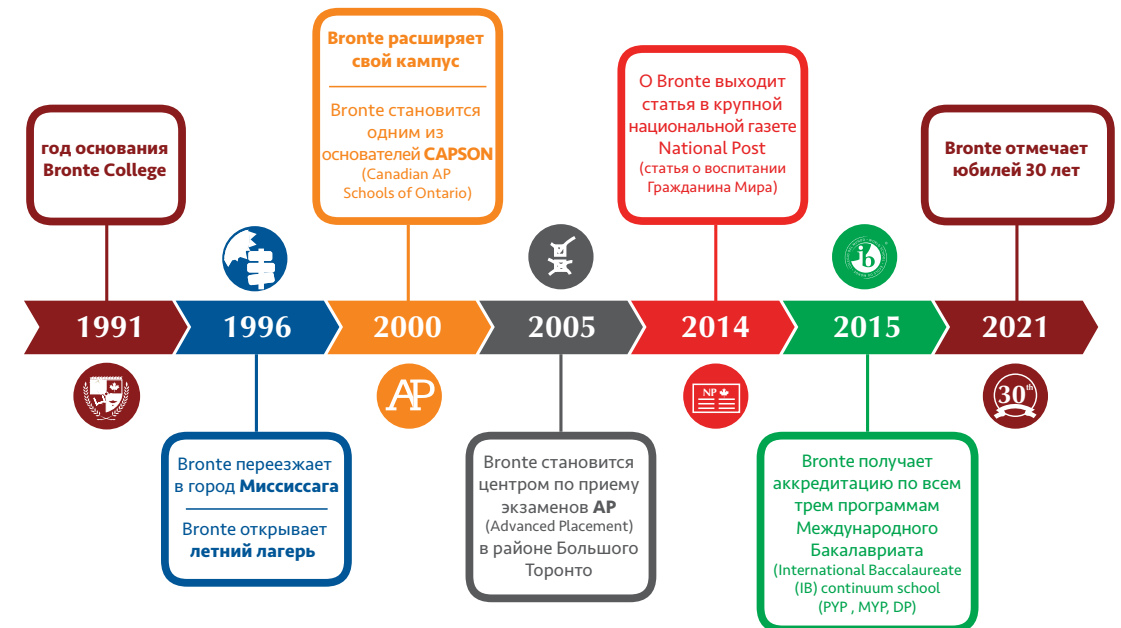 Bronte расширяет
свой кампус
Bronte становится
одним из
основателей CAPSON
(Canadian AP
Schools of Ontario)
О Bronte выходит
статья в крупной
национальной газете
National Post
(статья о воспитании
Гражданина Мира)
год основания
Bronte College
Bronte отмечает
юбилей 30 лет
ib
1991
1996
2000
2005
2014
2015
2021
AP
NP
30th
Bronte переезжает
в город Миссиссага
Bronte открывает
летний лагерь
Bronte становится
центром по приему
экзаменов AP
(Advanced Placement)
в районе Большого
Торонто
Bronte получает
аккредитацию по всем
трем программам
Международного
Бакалавриата
(International Baccalaureate
(IB) continuum school
(PYP , MYP, DP)